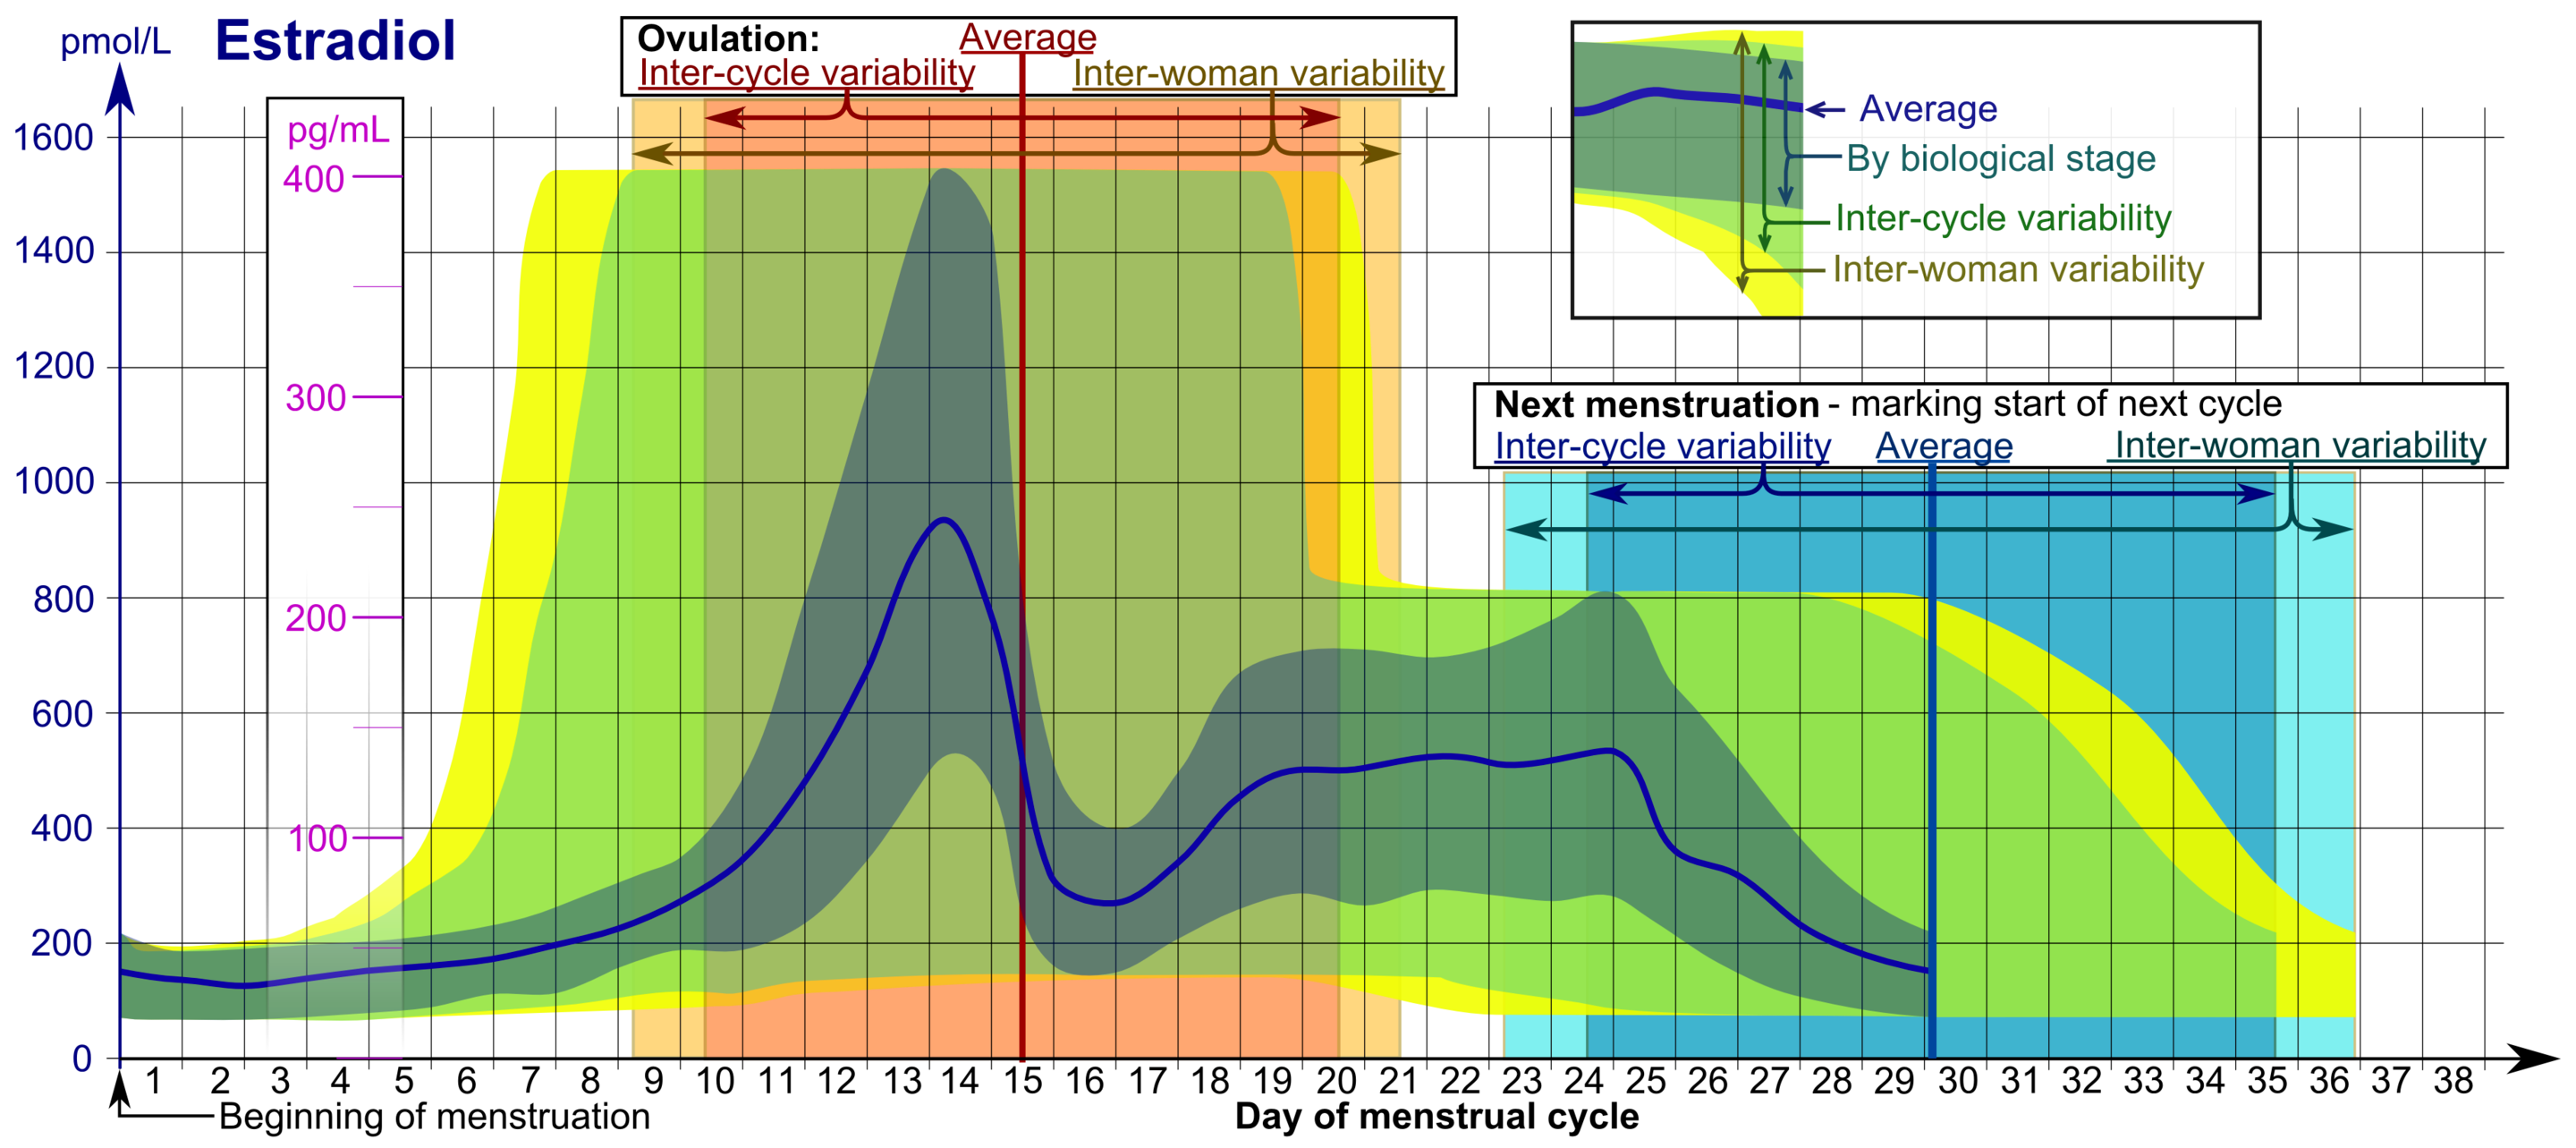 pmol/L
Estradiol
Ovulation:
Average
Inter-cycle variability
Inter-woman variability
1600
1400
1200
1000
800
600
400
200
0
pg/mL
400
300
200
100
Average
By biological stage
Inter-cycle variability
Inter-woman variability
Next menstruation - marking start of next cycle
Inter-cycle variability Average Inter-woman variability
1 2 3 4 5 6 7 8 9 10 11 12 13 14 15 16 17 18 19 20 21 22 23 24 25 26 27 28 29 30 31 32 33 34 35 36 37 38
Beginning of menstruation
Day of menstrual cycle